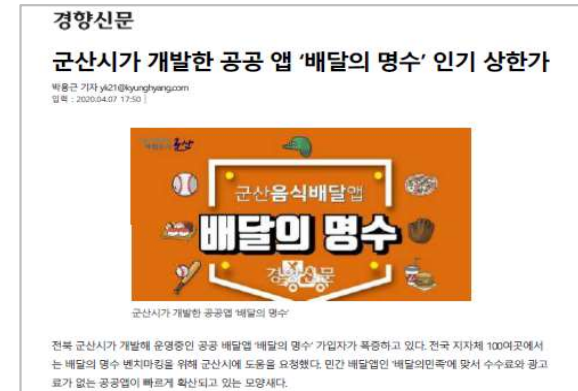 경향신문
군산시가 개발한 공공 앱 ‘배달의 명수’ 인기 상한가
박용근 기자 yk21@kyunghyang.com
입력 : 2020.04.07 17:50
군산
군산음식배달앱
배달의 명수
경향신문
군산시가 개발한 공공앱 ‘배달의 명수’
전북 군산시가 개발해 운영중인 공공 배달앱 ‘배달의 명수’ 가입자가 폭증하고 있다. 전국 지자체 100여곳에서
는 배달의 명수 벤치마킹을 위해 군산시에 도움을 요청했다. 민간 배달앱인 ‘배달의민족’에 맞서 수수료와 광고
료가 없는 공공앱이 빠르게 확산되고 있는 모양새다.